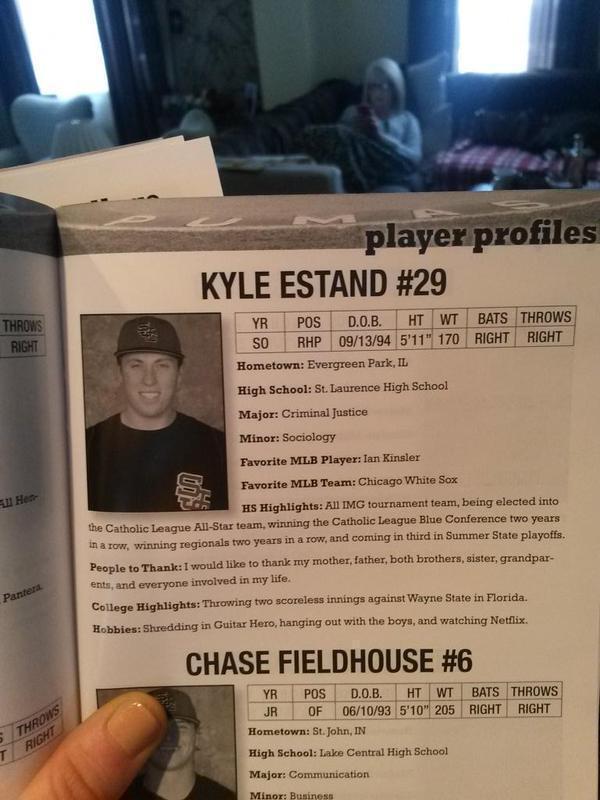 PUMAS
player profiles
THROWS
RIGHT
All Hen-
Pantera.
THROWS
RIGHT
KYLE ESTAND #29
YR POS D.O.B. HT WT BATS THROWS
SO RHP 09/13/94 5'11" 170 RIGHT RIGHT
Hometown: Evergreen Park, IL
High School: St. Laurence High School
Major: Criminal Justice
Minor: Sociology
Favorite MLB Player: Ian Kinsler
Favorite MLB Team: Chicago White Sox
HS Highlights: All IMG tournament team, being elected into
the Catholic League All-Star team, winning the Catholic League Blue Conference two years
in a row, winning regionals two years in a row, and coming in third in Summer State playoffs.
People to Thank: I would like to thank my mother, father, both brothers, sister, grandpar-
ents, and everyone involved in my life.
College Highlights: Throwing two scoreless innings against Wayne State in Florida.
Hobbies: Shredding in Guitar Hero, hanging out with the boys, and watching Netflix.
CHASE FIELDHOUSE #6
YR POS D.O.B. HT WT BATS THROWS
JR OF 06/10/93 5'10" 205 RIGHT RIGHT
Hometown: St. John, IN
High School: Lake Central High School
Major: Communication
Minor: Business